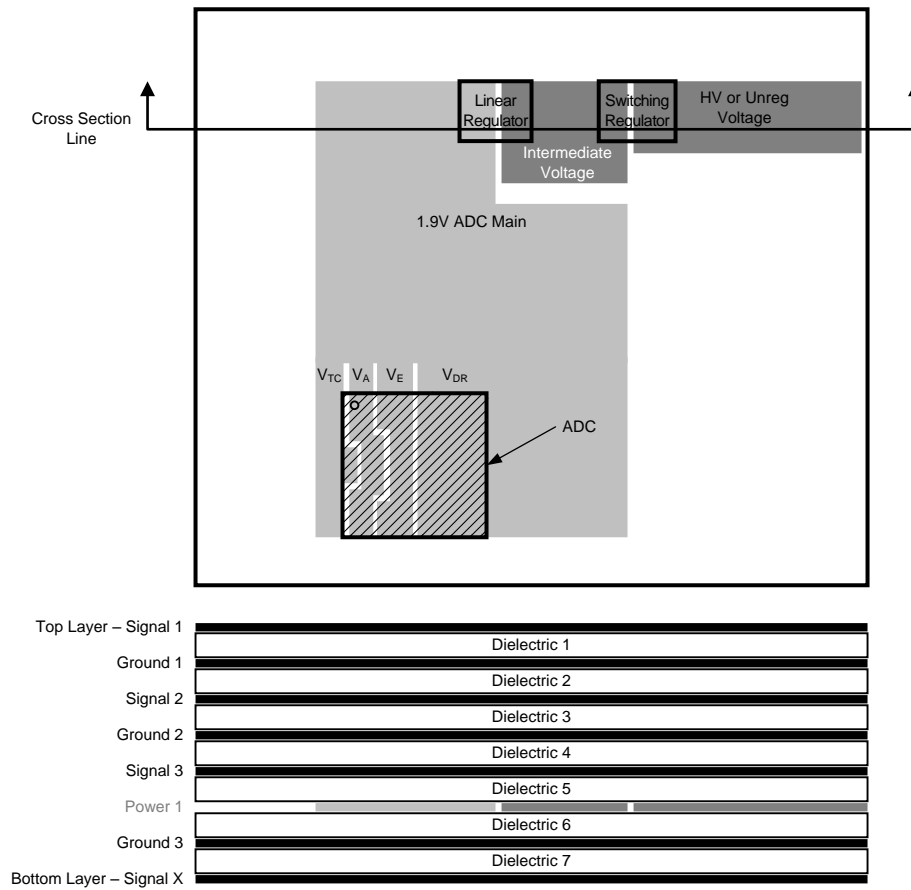 Linear
Regulator
Switching
Regulator
HV or Unreg
Voltage
Cross Section
Line
Intermediate
Voltage
1.9V ADC Main
VTC VA VE VDR
ADC
Top Layer – Signal 1
Dielectric 1
Ground 1
Dielectric 2
Signal 2
Dielectric 3
Ground 2
Dielectric 4
Signal 3
Dielectric 5
Power 1
Dielectric 6
Ground 3
Dielectric 7
Bottom Layer – Signal X